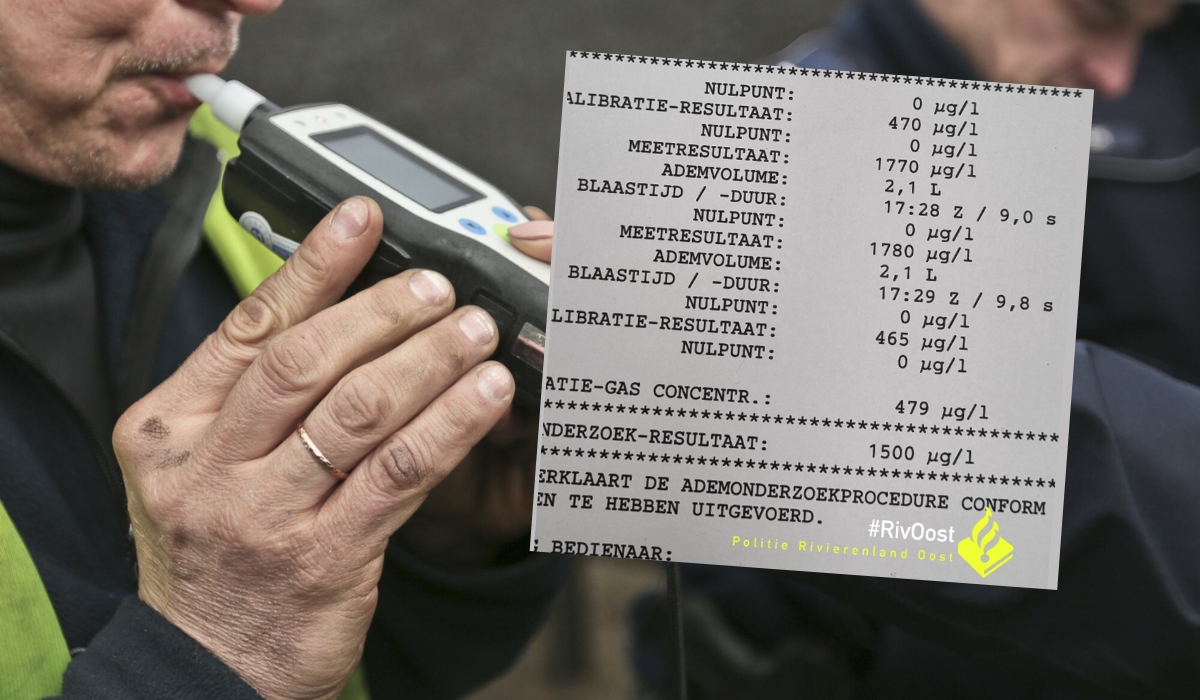 ************************************************************
NULPUNT: 0 µg/l
ALIBRATIE-RESULTAAT: 470 µg/l
NULPUNT: 0 µg/l
MEETRESULTAAT: 1770 µg/l
ADEMVOLUME: 2,1 L
BLAASTIJD / -DUUR: 17:28 Z / 9,0 s
NULPUNT: 0 µg/l
MEETRESULTAAT: 1780 µg/l
ADEMVOLUME: 2,1 L
BLAASTIJD / -DUUR: 17:29 Z / 9,8 s
NULPUNT: 0 µg/l
LIBRATIE-RESULTAAT: 465 µg/l
NULPUNT: 0 µg/l
ATIE-GAS CONCENTR.: 479 µg/l
************************************************************
NDERZOEK-RESULTAAT: 1500 µg/l
************************************************************
ERKLAART DE ADEMONDERZOEKPROCEDURE CONFORM
EN TE HEBBEN UITGEVOERD.
#RivOost
Politie Rivierenland Oost
; BEDIENAAR: